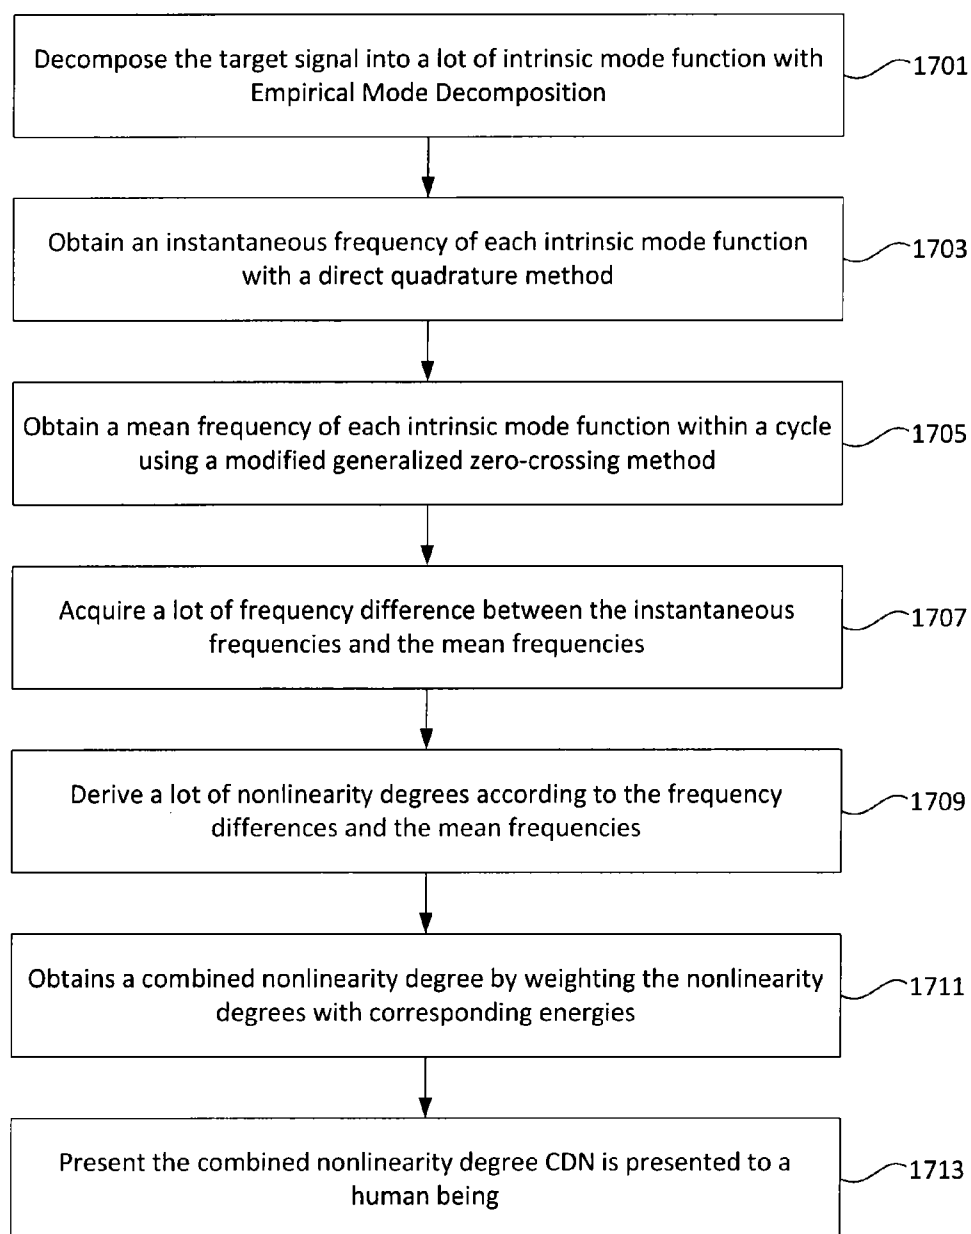 Decompose the target signal into a lot of intrinsic mode function with
Empirical Mode Decomposition
1701
Obtain an instantaneous frequency of each intrinsic mode function
with a direct quadrature method
1703
Obtain a mean frequency of each intrinsic mode function within a cycle
using a modified generalized zero-crossing method
1705
Acquire a lot of frequency difference between the instantaneous
frequencies and the mean frequencies
1707
Derive a lot of nonlinearity degrees according to the frequency
differences and the mean frequencies
1709
Obtains a combined nonlinearity degree by weighting the nonlinearity
degrees with corresponding energies
1711
Present the combined nonlinearity degree CDN is presented to a
human being
1713